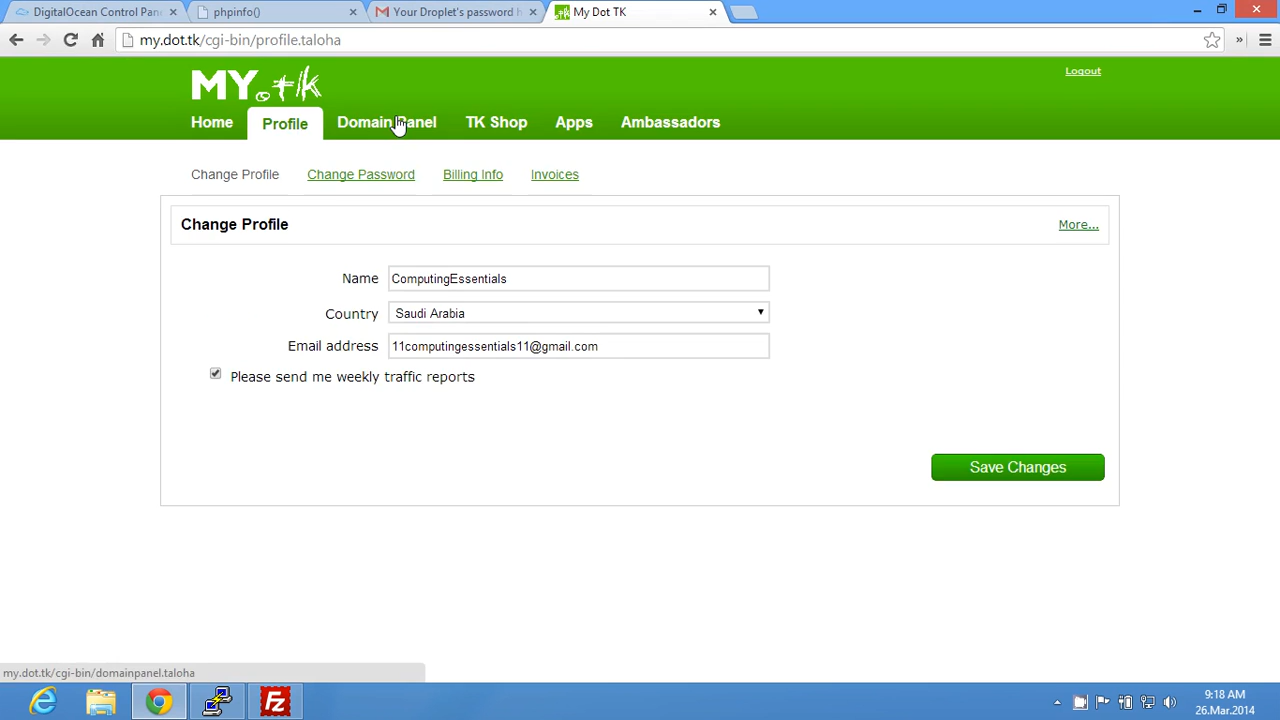 DigitalOcean Control Pan
phpinfo()
Your Droplet's password h
My Dot TK
my.dot.tk/cgi-bin/profile.taloha
MY.tk
Logout
Home
Profile
Domain Panel
TK Shop
Apps
Ambassadors
Change Profile
Change Password
Billing Info
Invoices
Change Profile
More...
Name
ComputingEssentials
Country
Saudi Arabia
Email address
11computingessentials11@gmail.com
Please send me weekly traffic reports
Save Changes
my.dot.tk/cgi-bin/domainpanel.taloha
9:18 AM
26.Mar.2014